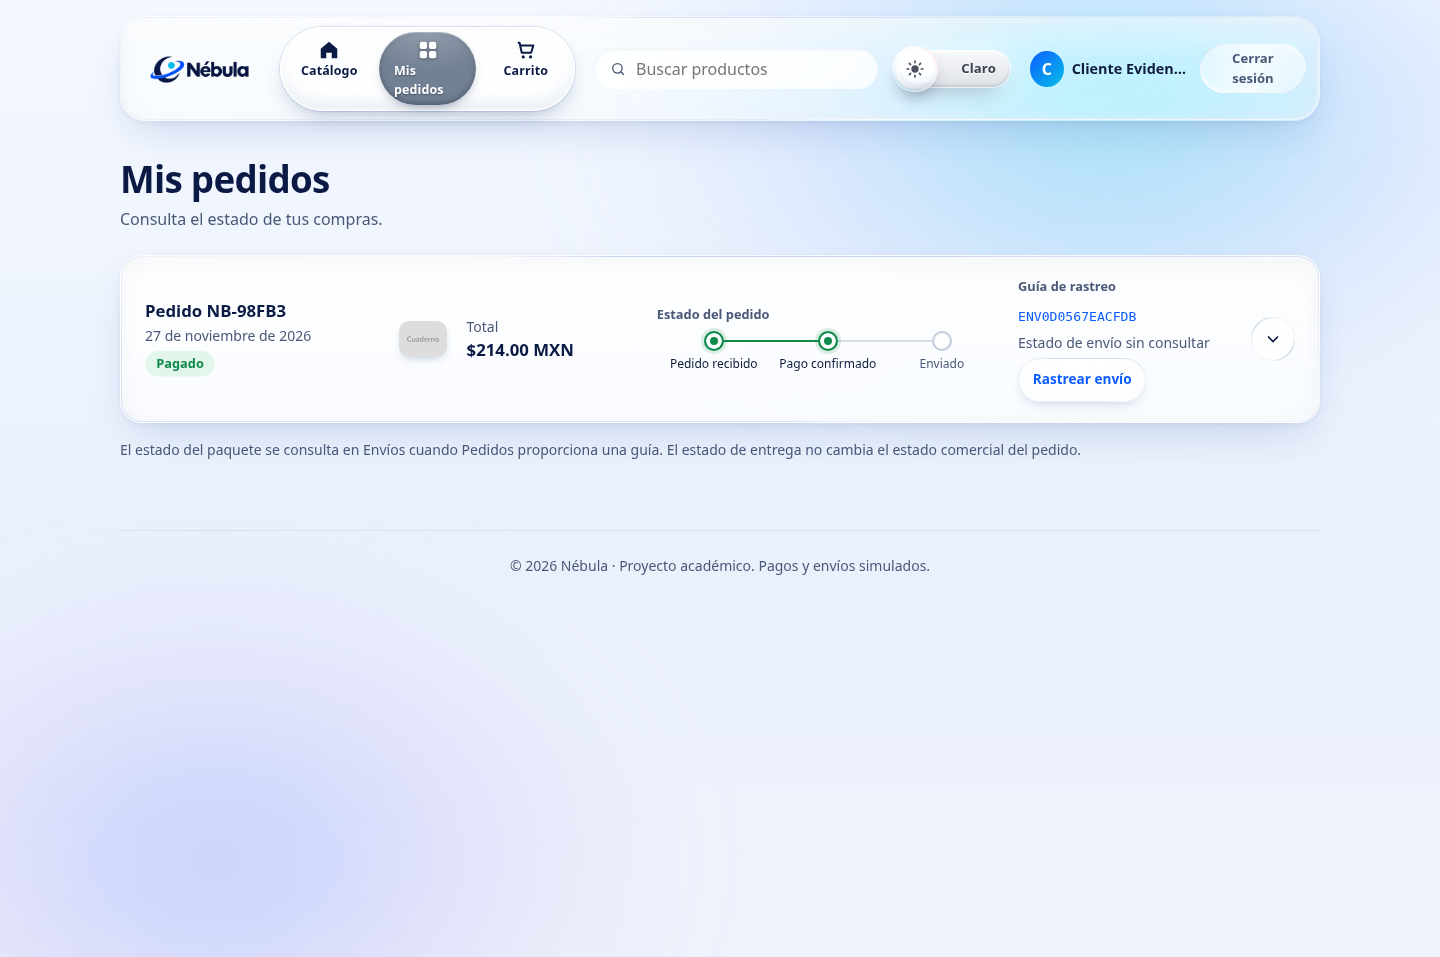 Nébula
Catálogo
Mis
pedidos
Carrito
Buscar productos
Claro
C
Cliente Eviden...
Cerrar
sesión
Mis pedidos
Consulta el estado de tus compras.
Pedido NB-98FB3
27 de noviembre de 2026
Pagado
Cuaderno
Total
$214.00 MXN
Estado del pedido
Pedido recibido
Pago confirmado
Enviado
Guía de rastreo
ENV0D0567EACFDB
Estado de envío sin consultar
Rastrear envío
El estado del paquete se consulta en Envíos cuando Pedidos proporciona una guía. El estado de entrega no cambia el estado comercial del pedido.
© 2026 Nébula · Proyecto académico. Pagos y envíos simulados.